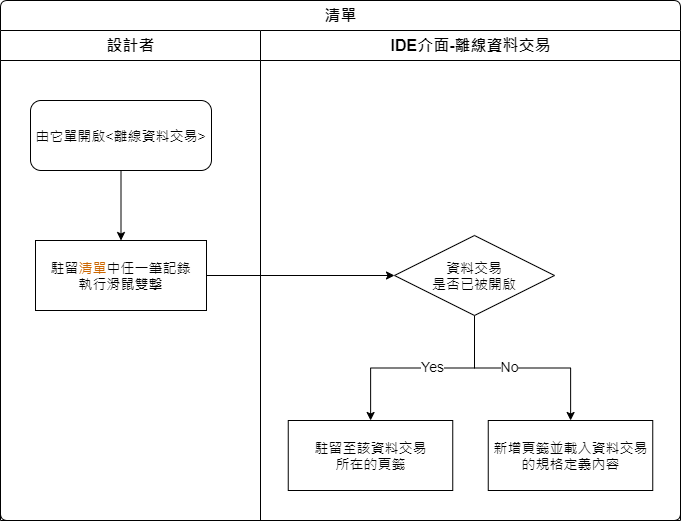 清單
設計者
IDE介面-離線資料交易
由它單開啟<離線資料交易>
駐留清單中任一筆記錄
執行滑鼠雙擊
資料交易
是否已被開啟
Yes
No
駐留至該資料交易
所在的頁籤
新增頁籤並載入資料交易
的規格定義內容